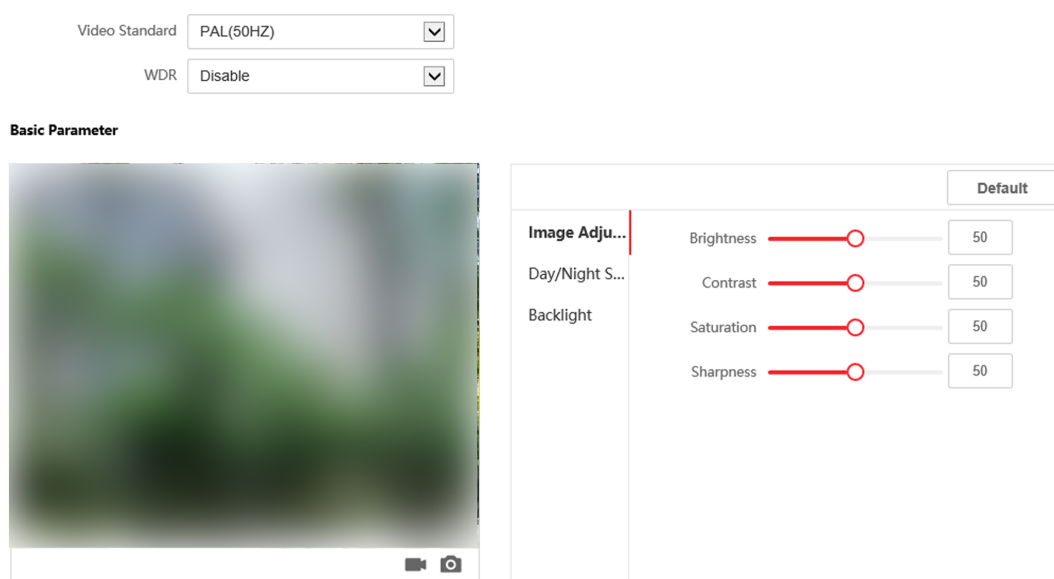 Video Standard PAL(50HZ)
WDR Disable
Basic Parameter
Default
Image Adju...
Day/Night S...
Backlight
Brightness 50
Contrast 50
Saturation 50
Sharpness 50